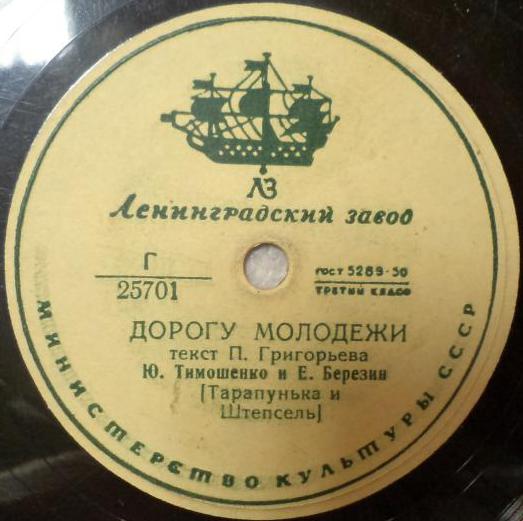 ЛЗ
Ленинградский завод
Г
25701
ГОСТ 5289-50
ТРЕТИЙ КЛАСС
ДОРОГУ МОЛОДЕЖИ
текст П. Григорьева
Ю. Тимошенко и Е. Березин
[Тарапунька и
Штепсель]
МИНИСТЕРСТВО КУЛЬТУРЫ СССР